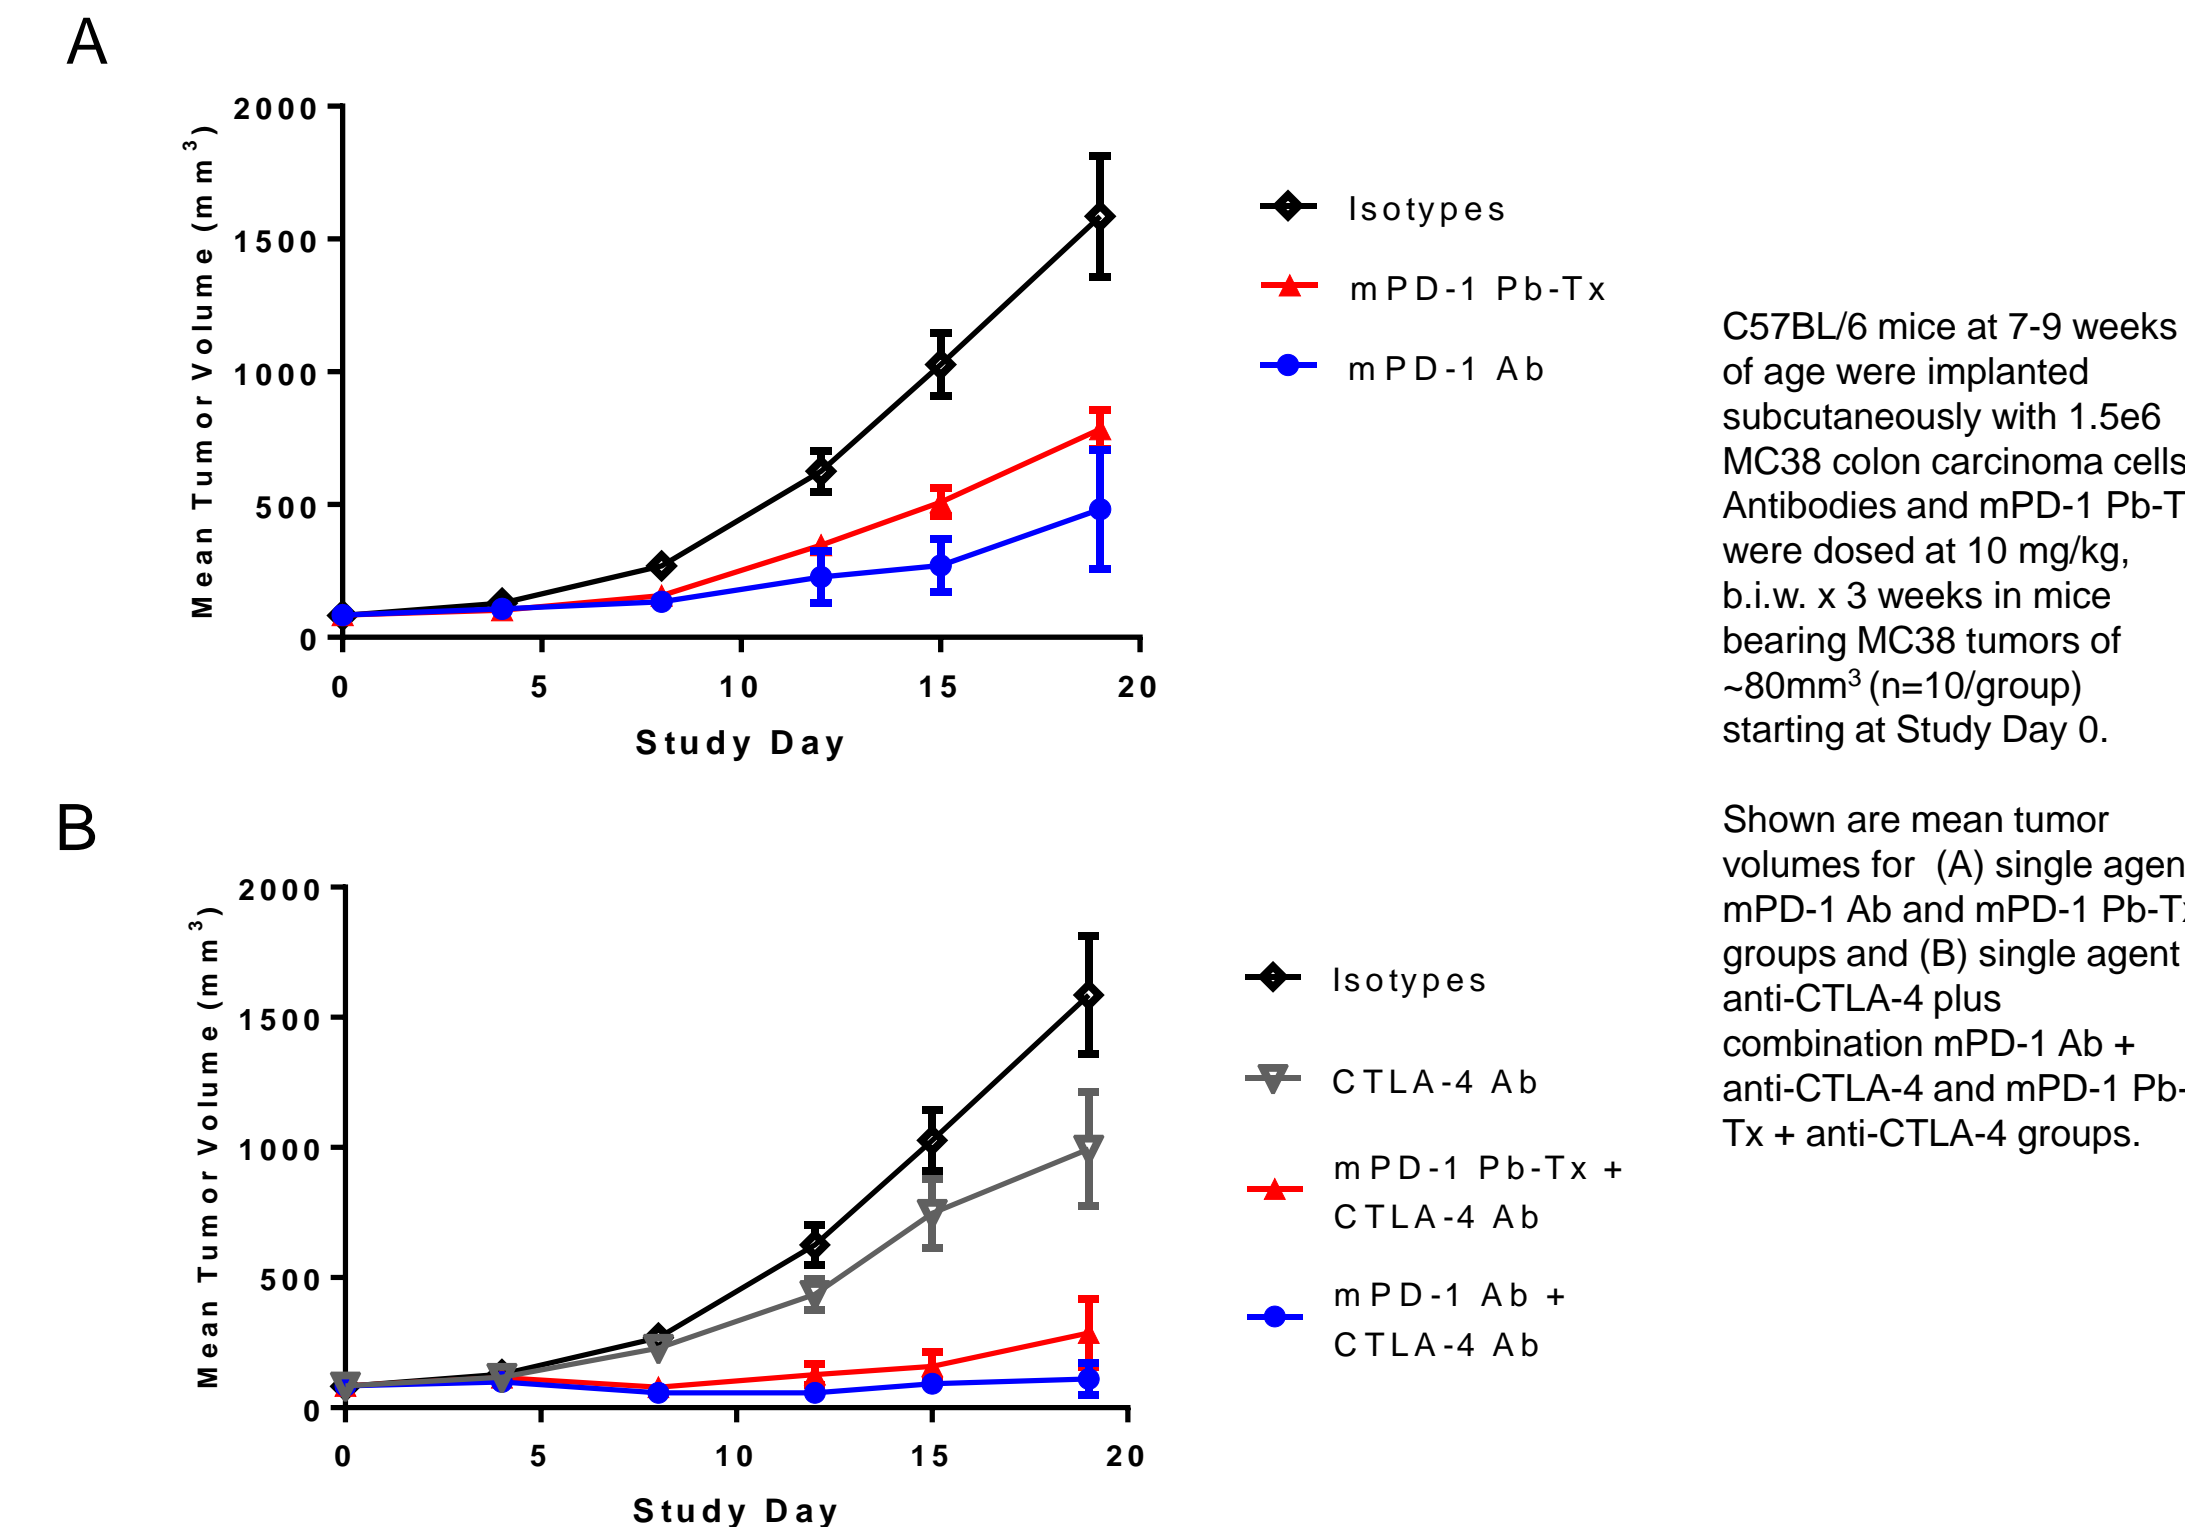 A
2000
1500
1000
500
0
Mean Tumor Volume (mm³)
0 5 10 15 20
Study Day
Isotypes
mPD-1 Pb-Tx
mPD-1 Ab
C57BL/6 mice at 7-9 weeks
of age were implanted
subcutaneously with 1.5e6
MC38 colon carcinoma cells
Antibodies and mPD-1 Pb-T
were dosed at 10 mg/kg,
b.i.w. x 3 weeks in mice
bearing MC38 tumors of
~80mm³ (n=10/group)
starting at Study Day 0.
Shown are mean tumor
volumes for (A) single agen
mPD-1 Ab and mPD-1 Pb-Tx
groups and (B) single agent
anti-CTLA-4 plus
combination mPD-1 Ab +
anti-CTLA-4 and mPD-1 Pb-
Tx + anti-CTLA-4 groups.
B
2000
1500
1000
500
0
Mean Tumor Volume (mm³)
0 5 10 15 20
Study Day
Isotypes
CTLA-4 Ab
mPD-1 Pb-Tx +
CTLA-4 Ab
mPD-1 Ab +
CTLA-4 Ab